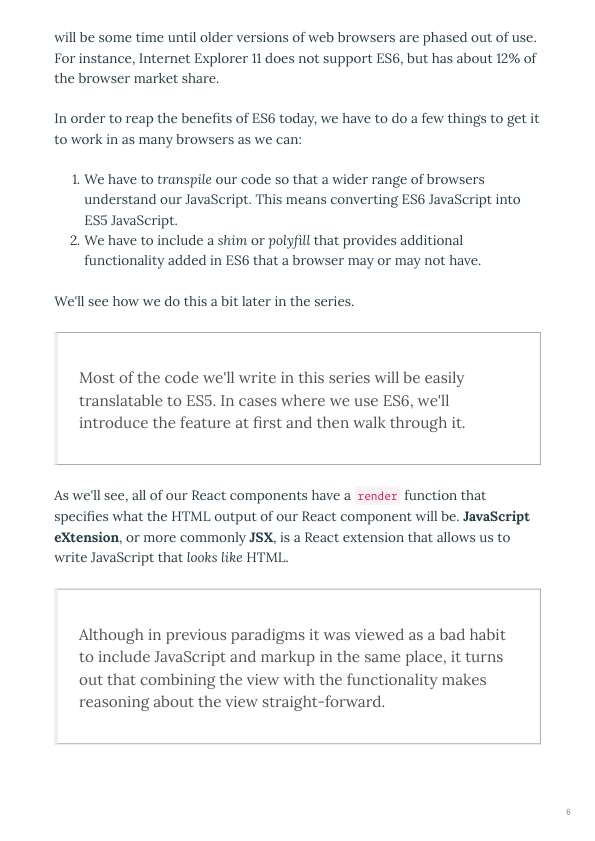 will be some time until older versions of web browsers are phased out of use.
For instance, Internet Explorer 11 does not support ES6, but has about 12% of
the browser market share.
In order to reap the benefits of ES6 today, we have to do a few things to get it
to work in as many browsers as we can:
1. We have to transpile our code so that a wider range of browsers
understand our JavaScript. This means converting ES6 JavaScript into
ES5 JavaScript.
2. We have to include a shim or polyfill that provides additional
functionality added in ES6 that a browser may or may not have.
We'll see how we do this a bit later in the series.
Most of the code we'll write in this series will be easily
translatable to ES5. In cases where we use ES6, we'll
introduce the feature at first and then walk through it.
As we'll see, all of our React components have a render function that
specifies what the HTML output of our React component will be. JavaScript
eXtension, or more commonly JSX, is a React extension that allows us to
write JavaScript that looks like HTML.
Although in previous paradigms it was viewed as a bad habit
to include JavaScript and markup in the same place, it turns
out that combining the view with the functionality makes
reasoning about the view straight-forward.
6